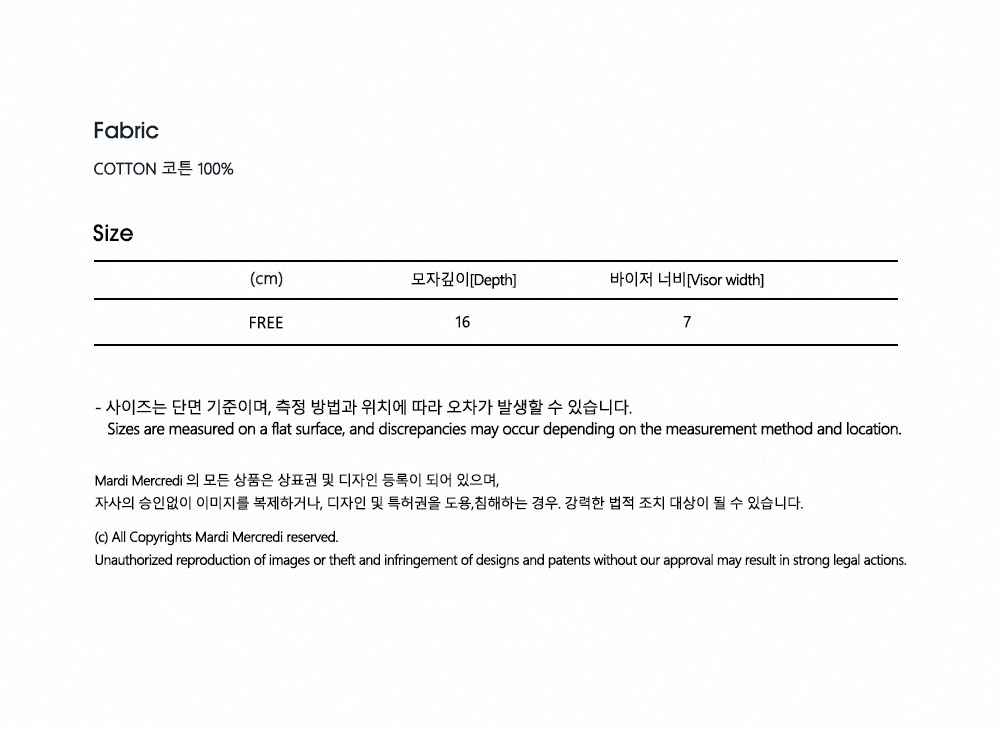 Fabric
COTTON 코튼 100%
Size
(cm) 모자깊이[Depth] 바이저 너비[Visor width]
FREE 16 7
- 사이즈는 단면 기준이며, 측정 방법과 위치에 따라 오차가 발생할 수 있습니다.
Sizes are measured on a flat surface, and discrepancies may occur depending on the measurement method and location.
Mardi Mercredi 의 모든 상품은 상표권 및 디자인 등록이 되어 있으며,
자사의 승인없이 이미지를 복제하거나, 디자인 및 특허권을 도용,침해하는 경우. 강력한 법적 조치 대상이 될 수 있습니다.
(c) All Copyrights Mardi Mercredi reserved.
Unauthorized reproduction of images or theft and infringement of designs and patents without our approval may result in strong legal actions.